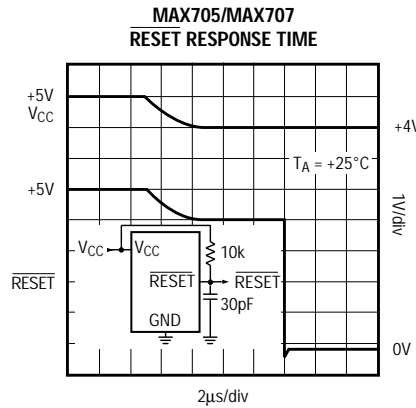 MAX705/MAX707
RESET RESPONSE TIME
+5V
VCC
+4V
TA = +25°C
+5V
1V/div
VCC
VCC
10k
RESET
RESET
RESET
30pF
GND
0V
2µs/div